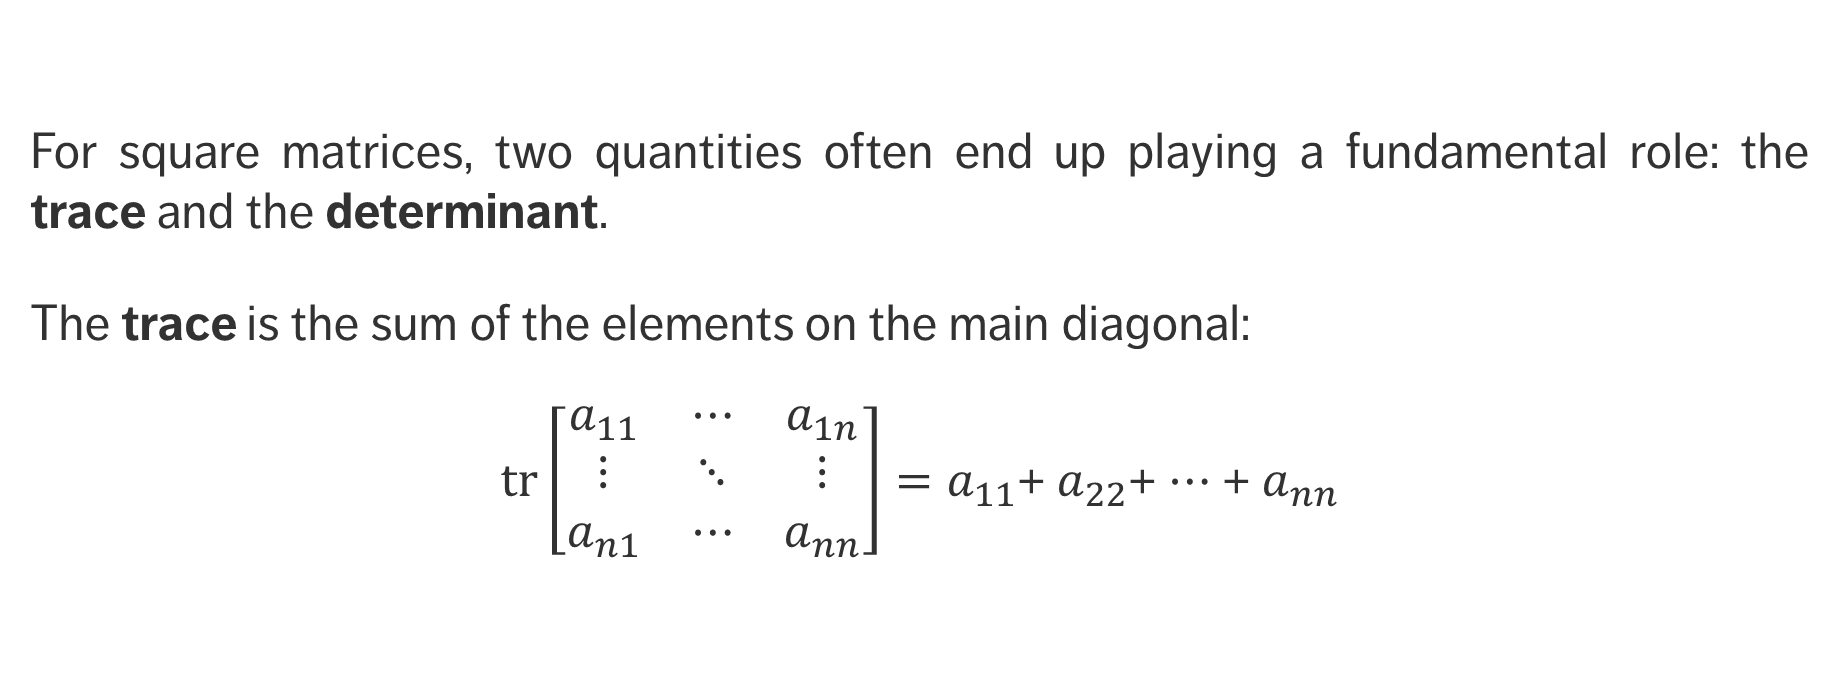 For square matrices, two quantities often end up playing a fundamental role: the
trace and the determinant.
The trace is the sum of the elements on the main diagonal:
a₁₁ ⋯ a₁ₙ
tr [ ⋮ ⋱ ⋮ ] = a₁₁+ a₂₂+ ⋯ + aₙₙ
aₙ₁ ⋯ aₙₙ